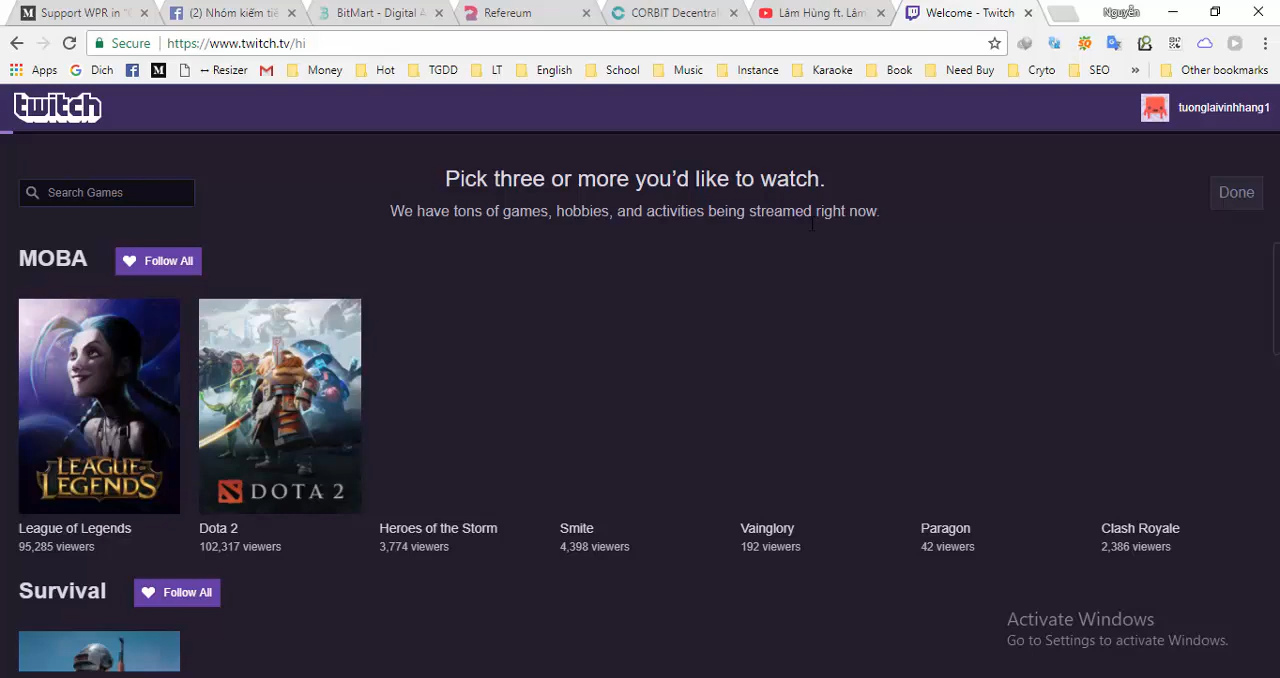 Support WPR in "
(2) Nhóm kiếm tiề
BitMart - Digital A
Refereum
CORBIT Decentral
Lâm Hùng ft. Lâm
Welcome - Twitch
Nguyễn
Secure
https://www.twitch.tv/hi
Apps
Dich
Resizer
Money
Hot
TGDD
LT
English
School
Music
Instance
Karaoke
Book
Need Buy
Cryto
SEO
»
Other bookmarks
twitch
tuonglaivinhhang1
Search Games
Pick three or more you'd like to watch.
Done
We have tons of games, hobbies, and activities being streamed right now.
MOBA
Follow All
LEAGUE OF LEGENDS
DOTA 2
League of Legends
Dota 2
Heroes of the Storm
Smite
Vainglory
Paragon
Clash Royale
95,285 viewers
102,317 viewers
3,774 viewers
4,398 viewers
192 viewers
42 viewers
2,386 viewers
Survival
Follow All
Activate Windows
Go to Settings to activate Windows.